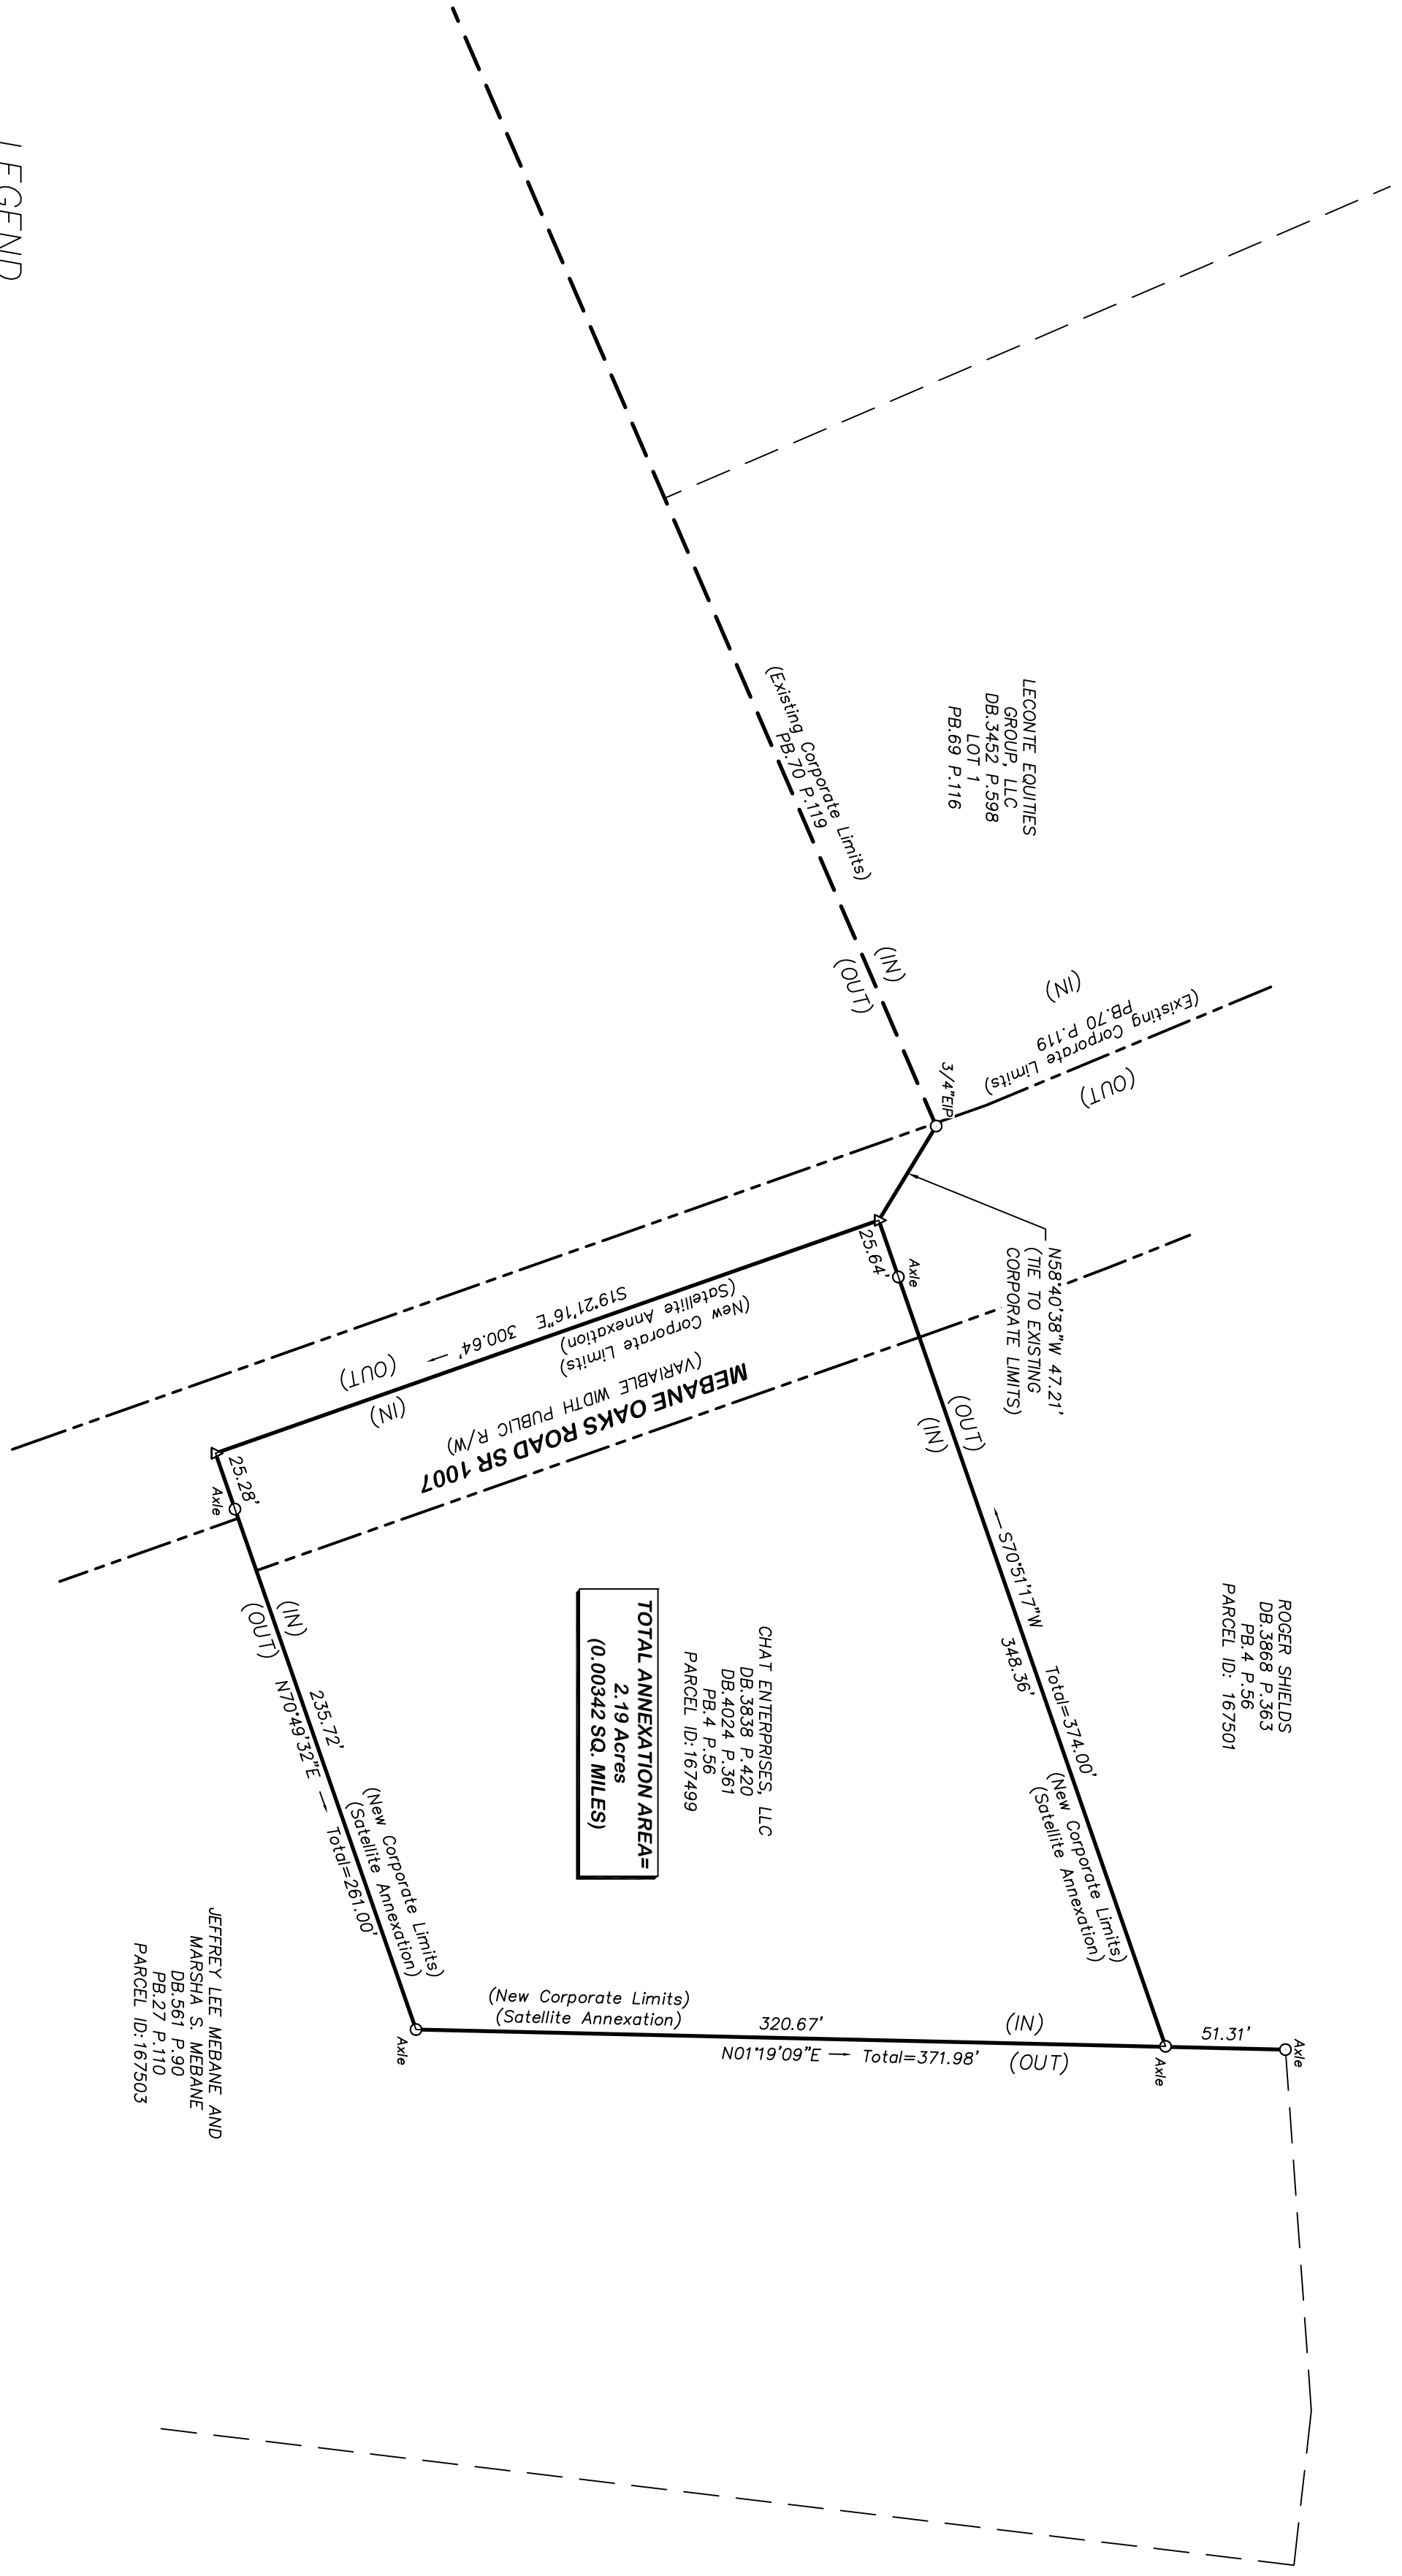 LEGEND
LECONTE EQUITIES
GROUP, LLC
DB.3452 P.598
LOT 1
PB.69 P.116
(Existing Corporate Limits)
PB.70 P.119
(IN)
(OUT)
(IN)
PB.70 P.119
(Existing Corporate Limits)
(OUT)
3/4"EIP
N58°40'38"W 47.21'
(TIE TO EXISTING
CORPORATE LIMITS)
25.64'
Axle
S19°21'16"E 300.64'
(OUT)
(IN)
(New Corporate Limits)
(Satellite Annexation)
(VARIABLE WIDTH PUBLIC R/W)
MEBANE OAKS ROAD SR 1007
25.28'
Axle
(OUT)
(IN)
S70°51'17"W
348.36'
Total=374.00'
(New Corporate Limits)
(Satellite Annexation)
ROGER SHIELDS
DB.3868 P.363
PB.4 P.56
PARCEL ID: 167501
CHAT ENTERPRISES, LLC
DB.3838 P.420
DB.4024 P.361
PB.4 P.56
PARCEL ID:167499
TOTAL ANNEXATION AREA=
2.19 Acres
(0.00342 SQ. MILES)
(IN)
(OUT)
235.72'
N70°49'32"E
Total=261.00'
(New Corporate Limits)
(Satellite Annexation)
JEFFREY LEE MEBANE AND
MARSHA S. MEBANE
DB.561 P.90
PB.27 P.110
PARCEL ID:167503
(New Corporate Limits)
(Satellite Annexation)
320.67'
(IN)
N01°19'09"E
Total=371.98'
(OUT)
51.31'
Axle
Axle
Axle